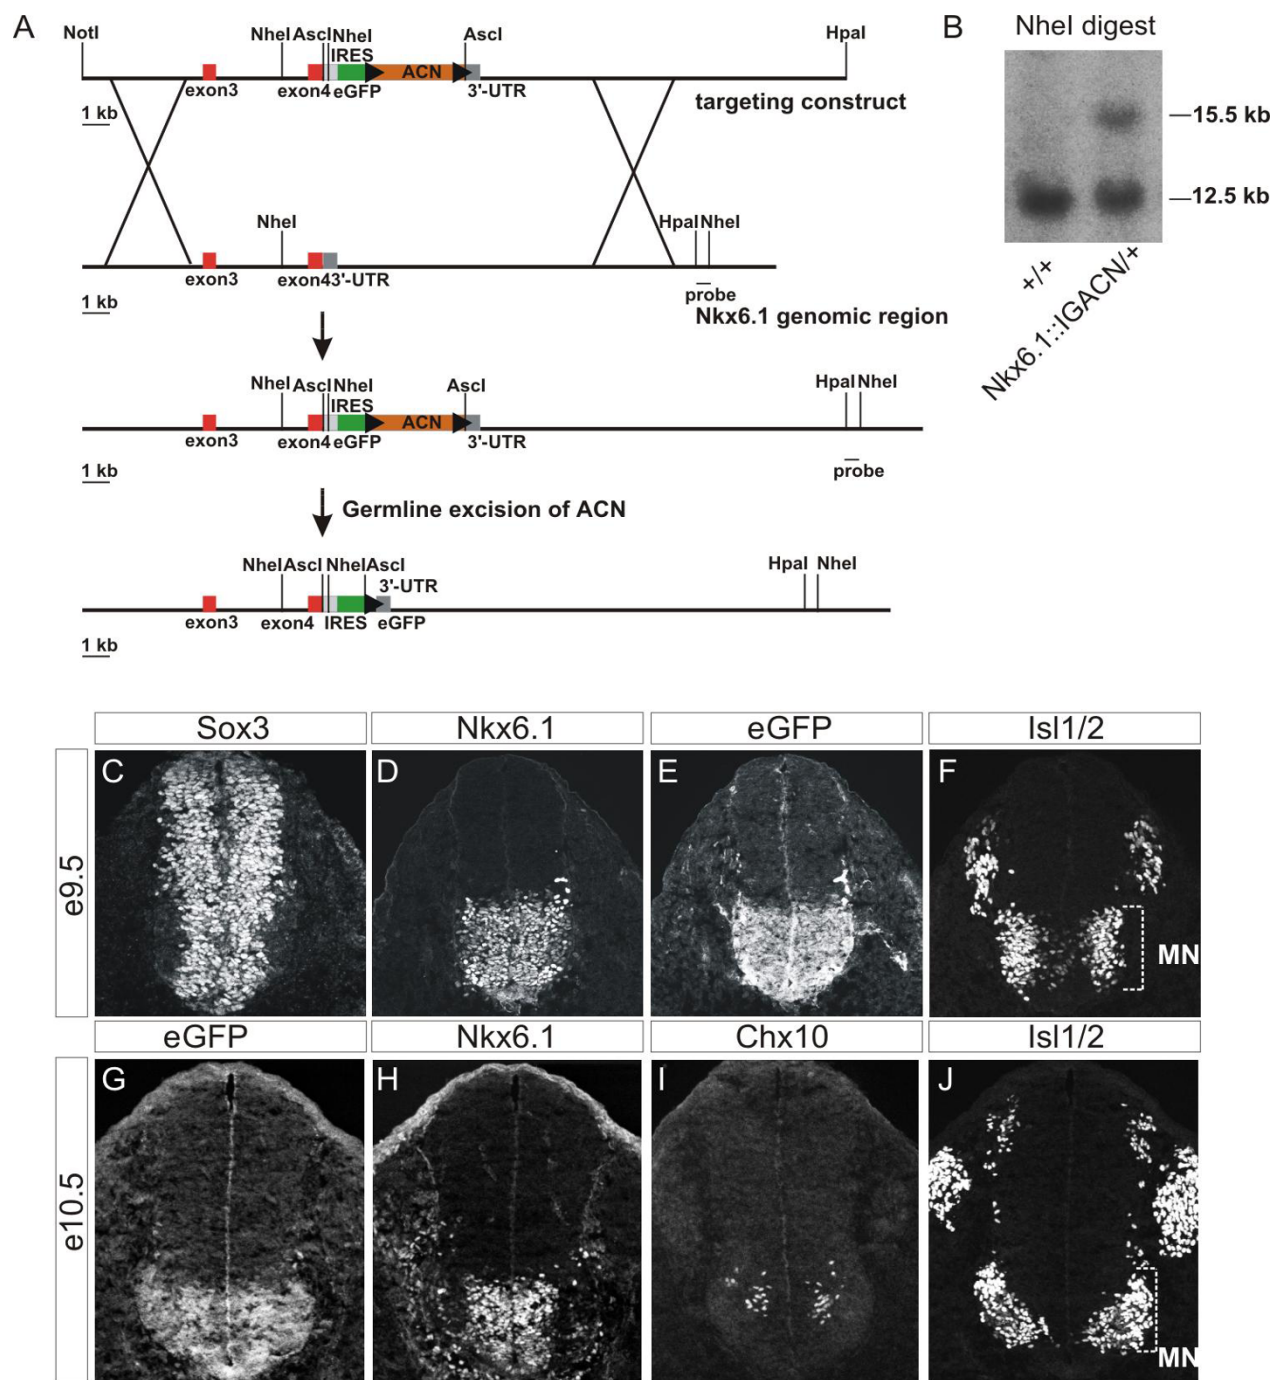 A
NotI
NheI AscI NheI
IRES
AscI
HpaI
ACN
exon3
exon4 eGFP
3'-UTR
1 kb
targeting construct
NheI
HpaI NheI
exon3
exon4 3'-UTR
1 kb
probe
Nkx6.1 genomic region
NheI AscI NheI
IRES
AscI
HpaI NheI
ACN
exon3
exon4 eGFP
3'-UTR
1 kb
probe
Germline excision of ACN
NheI AscI NheI AscI
3'-UTR
HpaI NheI
exon3
exon4 IRES eGFP
1 kb
B
NheI digest
15.5 kb
12.5 kb
+/+
Nkx6.1::IGACN/+
Sox3
Nkx6.1
eGFP
Isl1/2
e9.5
C
D
E
F
MN
eGFP
Nkx6.1
Chx10
Isl1/2
e10.5
G
H
I
J
MN